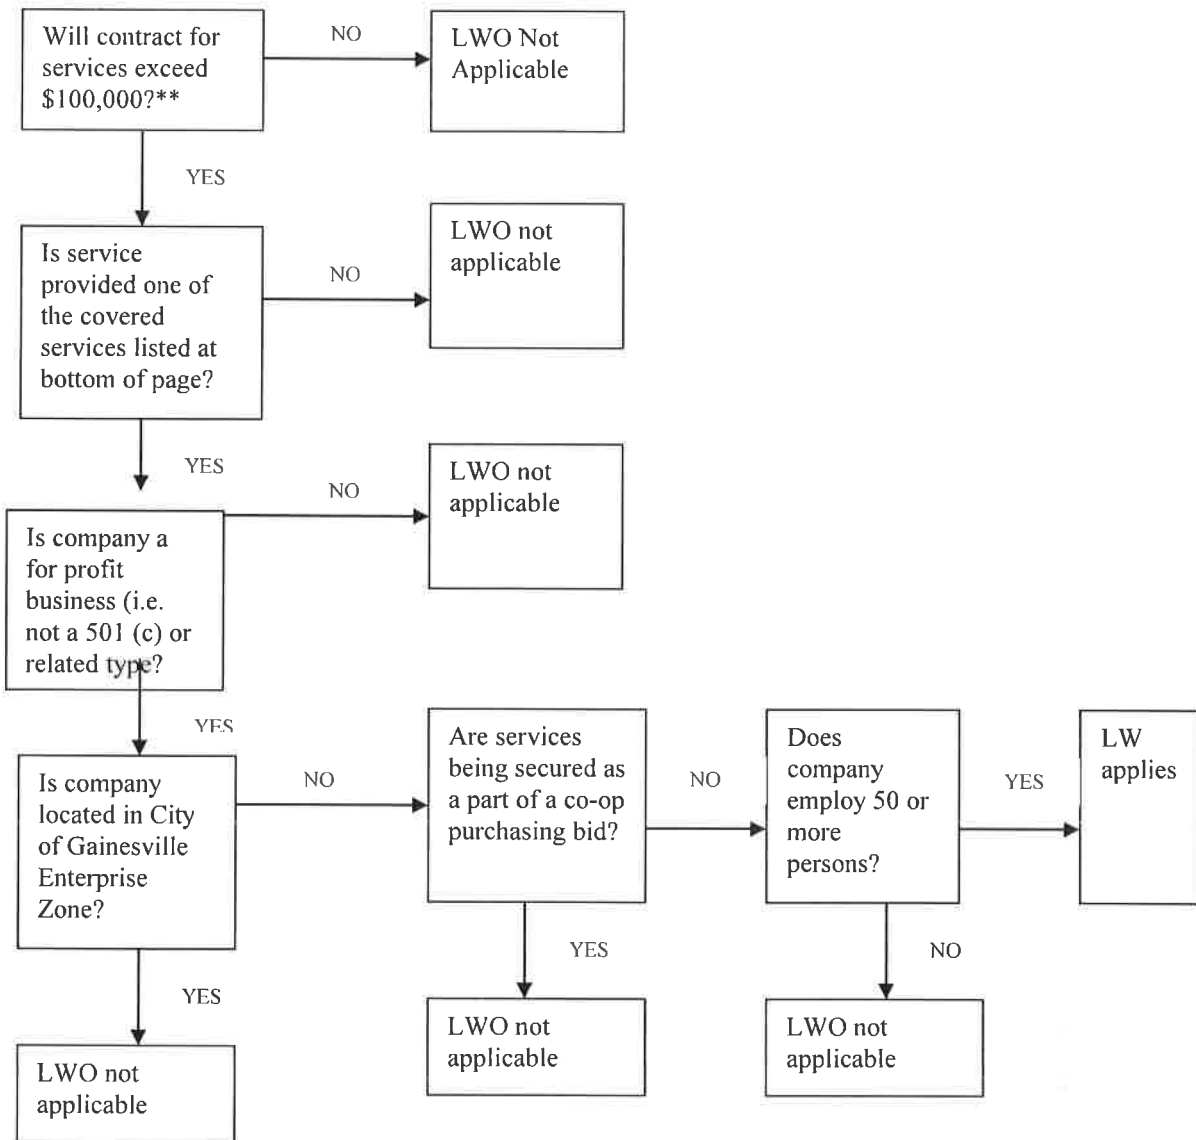 Will contract for
services exceed
$100,000?**
NO
LWO Not
Applicable
YES
Is service
provided one of
the covered
services listed at
bottom of page?
NO
LWO not
applicable
YES
Is company a
for profit
business (i.e.
not a 501 (c) or
related type?
NO
LWO not
applicable
YES
Is company
located in City
of Gainesville
Enterprise
Zone?
NO
Are services
being secured as
a part of a co-op
purchasing bid?
NO
Does
company
employ 50 or
more
persons?
YES
LW
applies
YES
LWO not
applicable
YES
LWO not
applicable
NO
LWO not
applicable